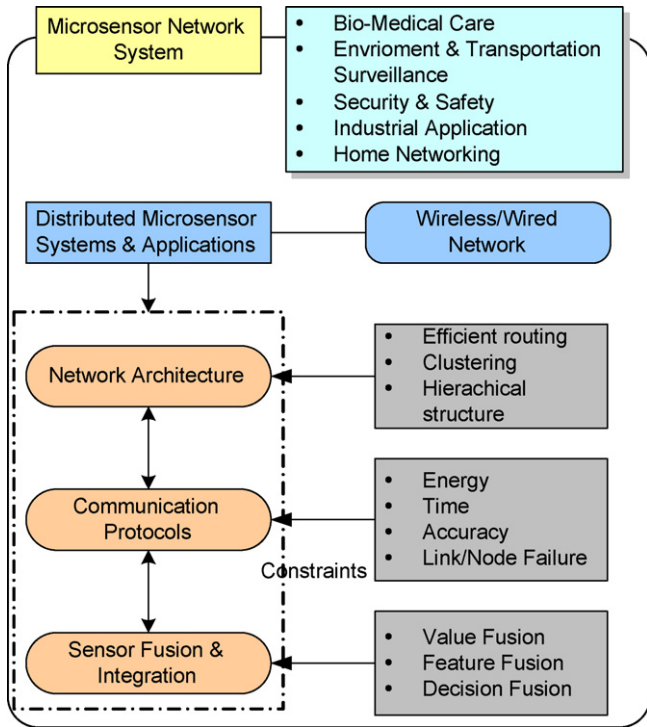 Microsensor Network
System
• Bio-Medical Care
• Envrioment & Transportation
Surveillance
• Security & Safety
• Industrial Application
• Home Networking
Distributed Microsensor
Systems & Applications
Wireless/Wired
Network
Network Architecture
• Efficient routing
• Clustering
• Hierachical
structure
Communication
Protocols
• Energy
• Time
• Accuracy
• Link/Node Failure
Constraints
Sensor Fusion &
Integration
• Value Fusion
• Feature Fusion
• Decision Fusion